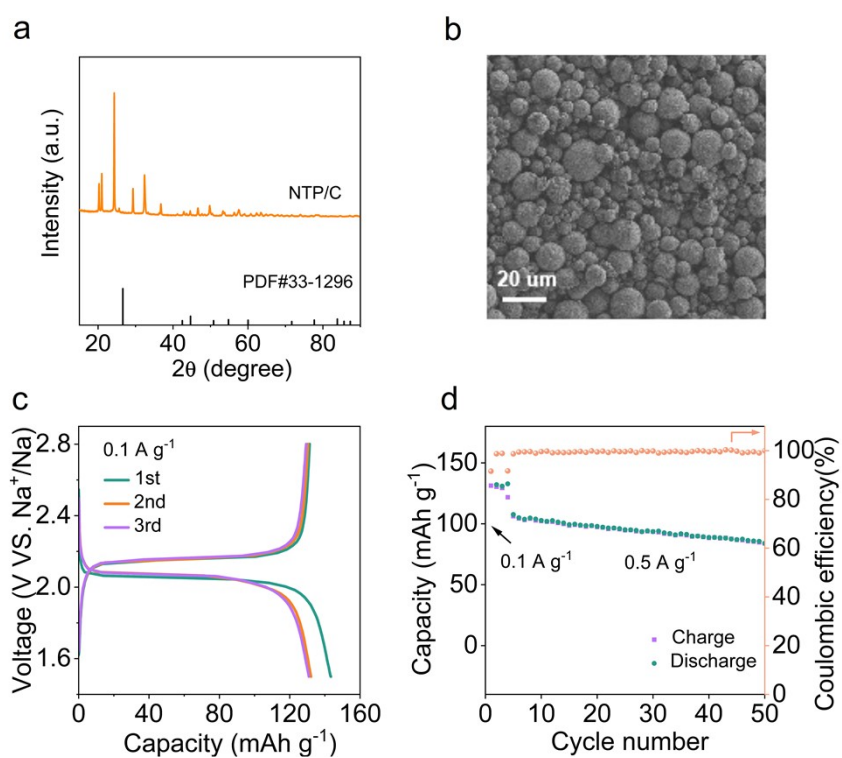 a
Intensity (a.u.)
NTP/C
PDF#33-1296
20 40 60 80
2θ (degree)
b
20 um
c
Voltage (V VS. Na⁺/Na)
2.8
2.4
2.0
1.6
0.1 A g⁻¹
1st
2nd
3rd
0 40 80 120 160
Capacity (mAh g⁻¹)
d
Capacity (mAh g⁻¹)
150
100
50
0
0.1 A g⁻¹
0.5 A g⁻¹
Charge
Discharge
0 10 20 30 40 50
Cycle number
100
80
60
40
20
0
Coulombic efficiency(%)